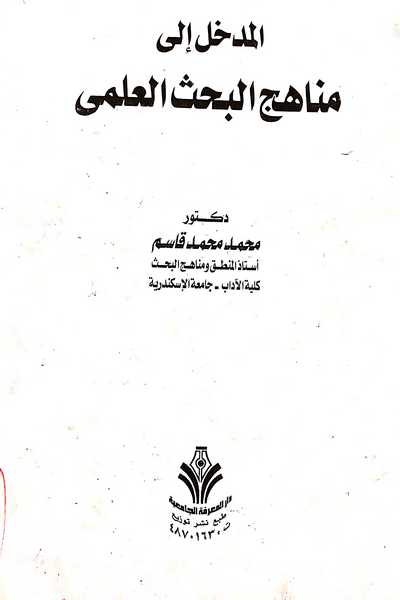 المدخل إلى
مناهج البحث العلمى
دكتور
محمد محمد قاسم
أستاذ المنطق ومناهج البحث
كلية الآداب - جامعة الإسكندرية
دار المعرفة الجامعية
طبع نشر توزيع
ت: ٤٨٧٠١٦٣